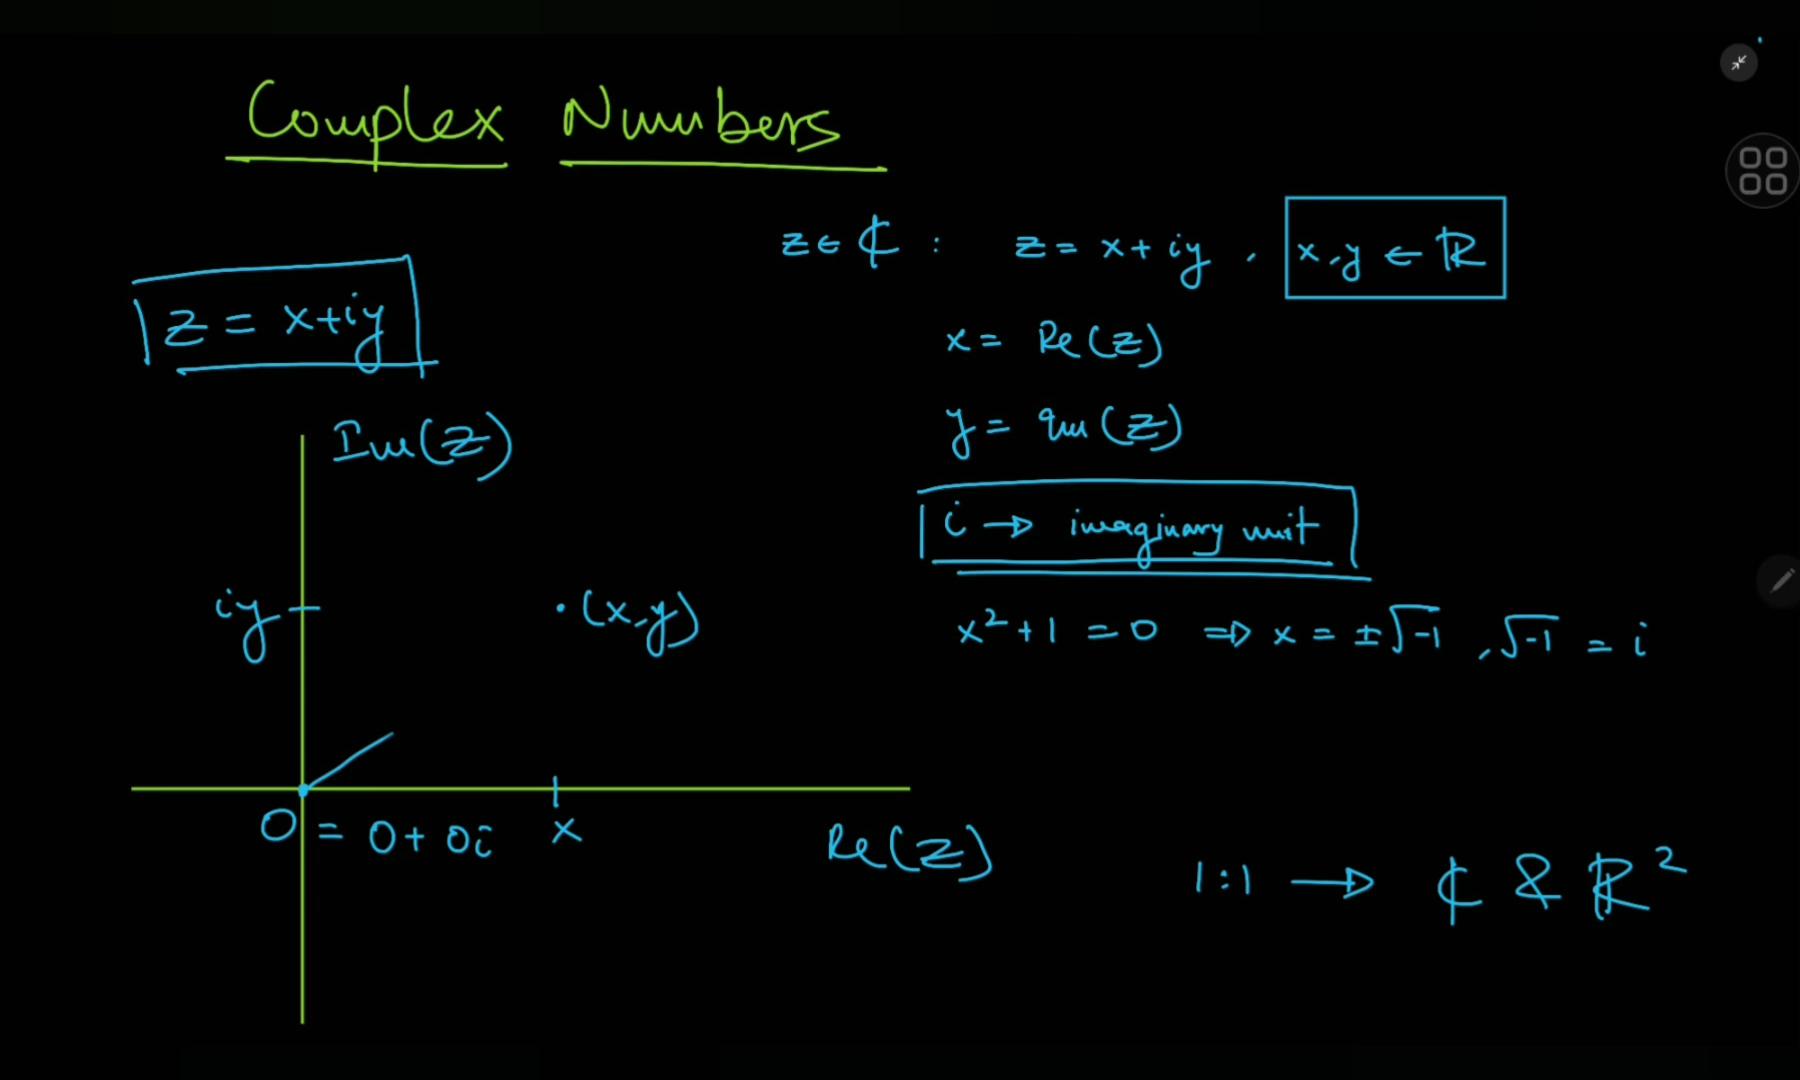 Complex Numbers
z ∈ ℂ : z = x + iy , x, y ∈ ℝ
z = x+iy
x = Re(z)
y = Im(z)
i → imaginary unit
x² + 1 = 0 ⇒ x = ±√-1 , √-1 = i
Im(z)
iy
.(x,y)
0 = 0 + 0i
x
Re(z)
1:1 → ℂ & ℝ²